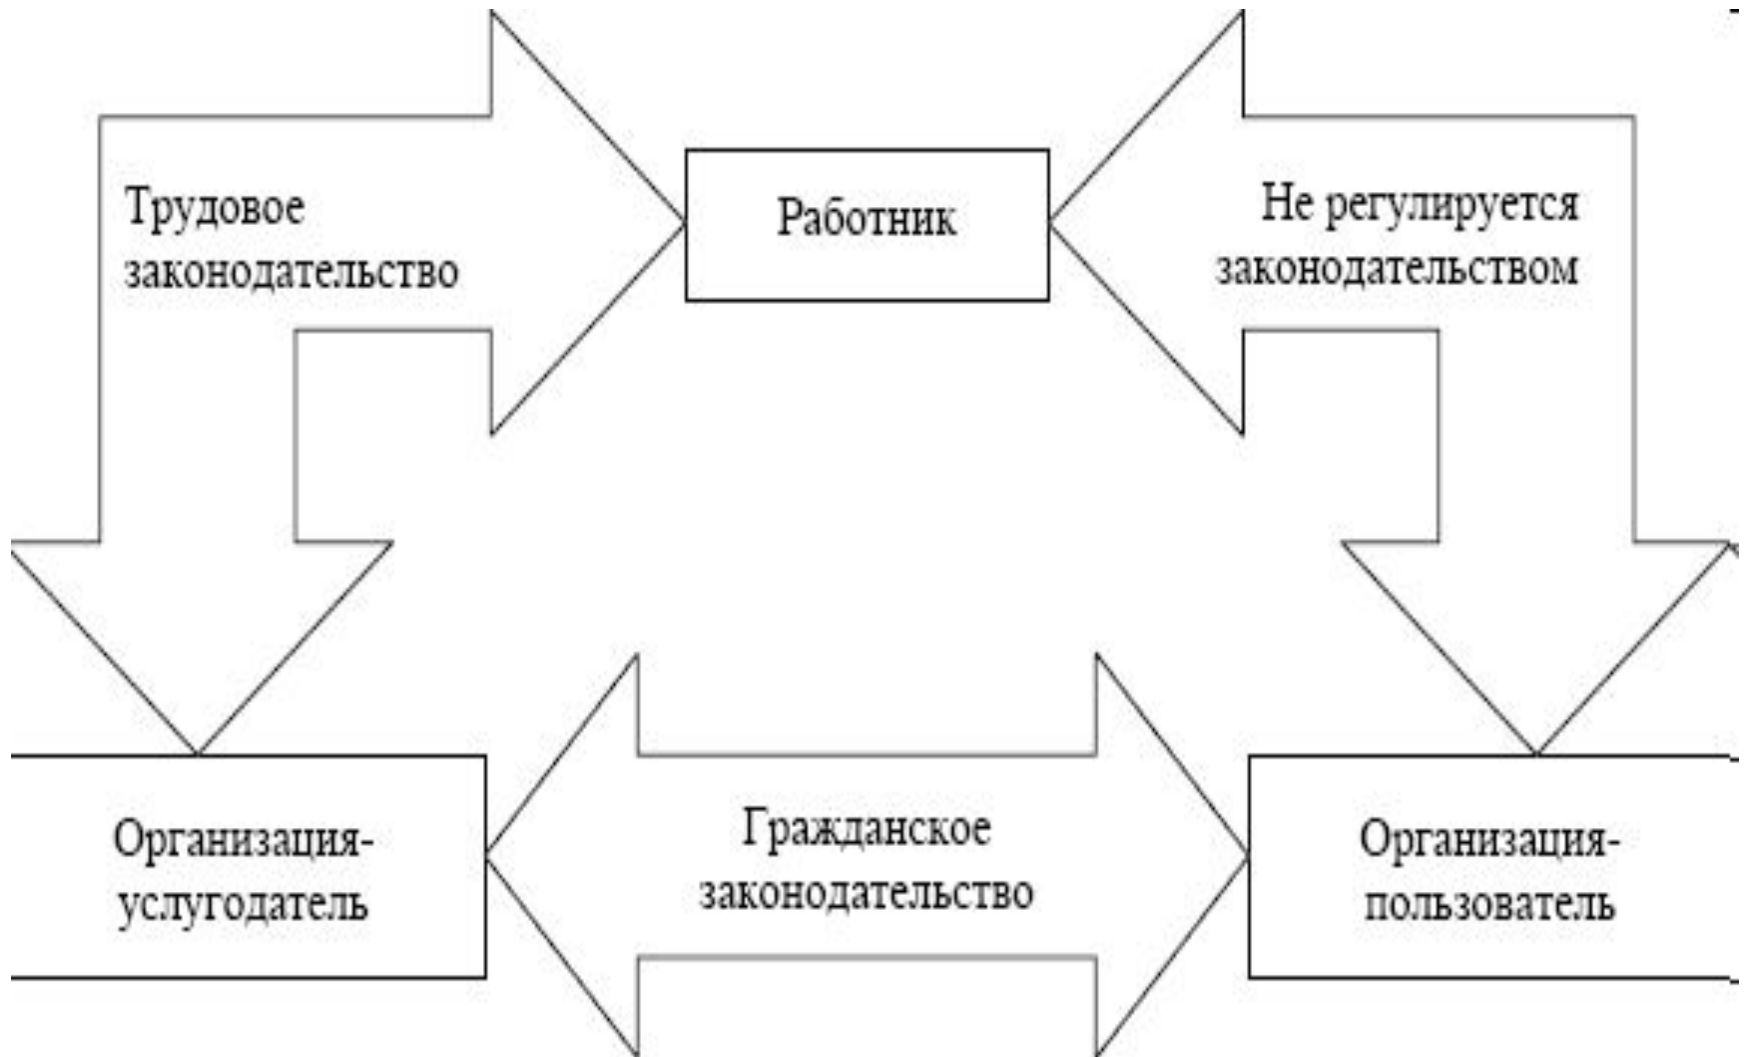 Трудовое
законодательство
Работник
Не регулируется
законодательством
Организация-
услугодатель
Гражданское
законодательство
Организация-
пользователь